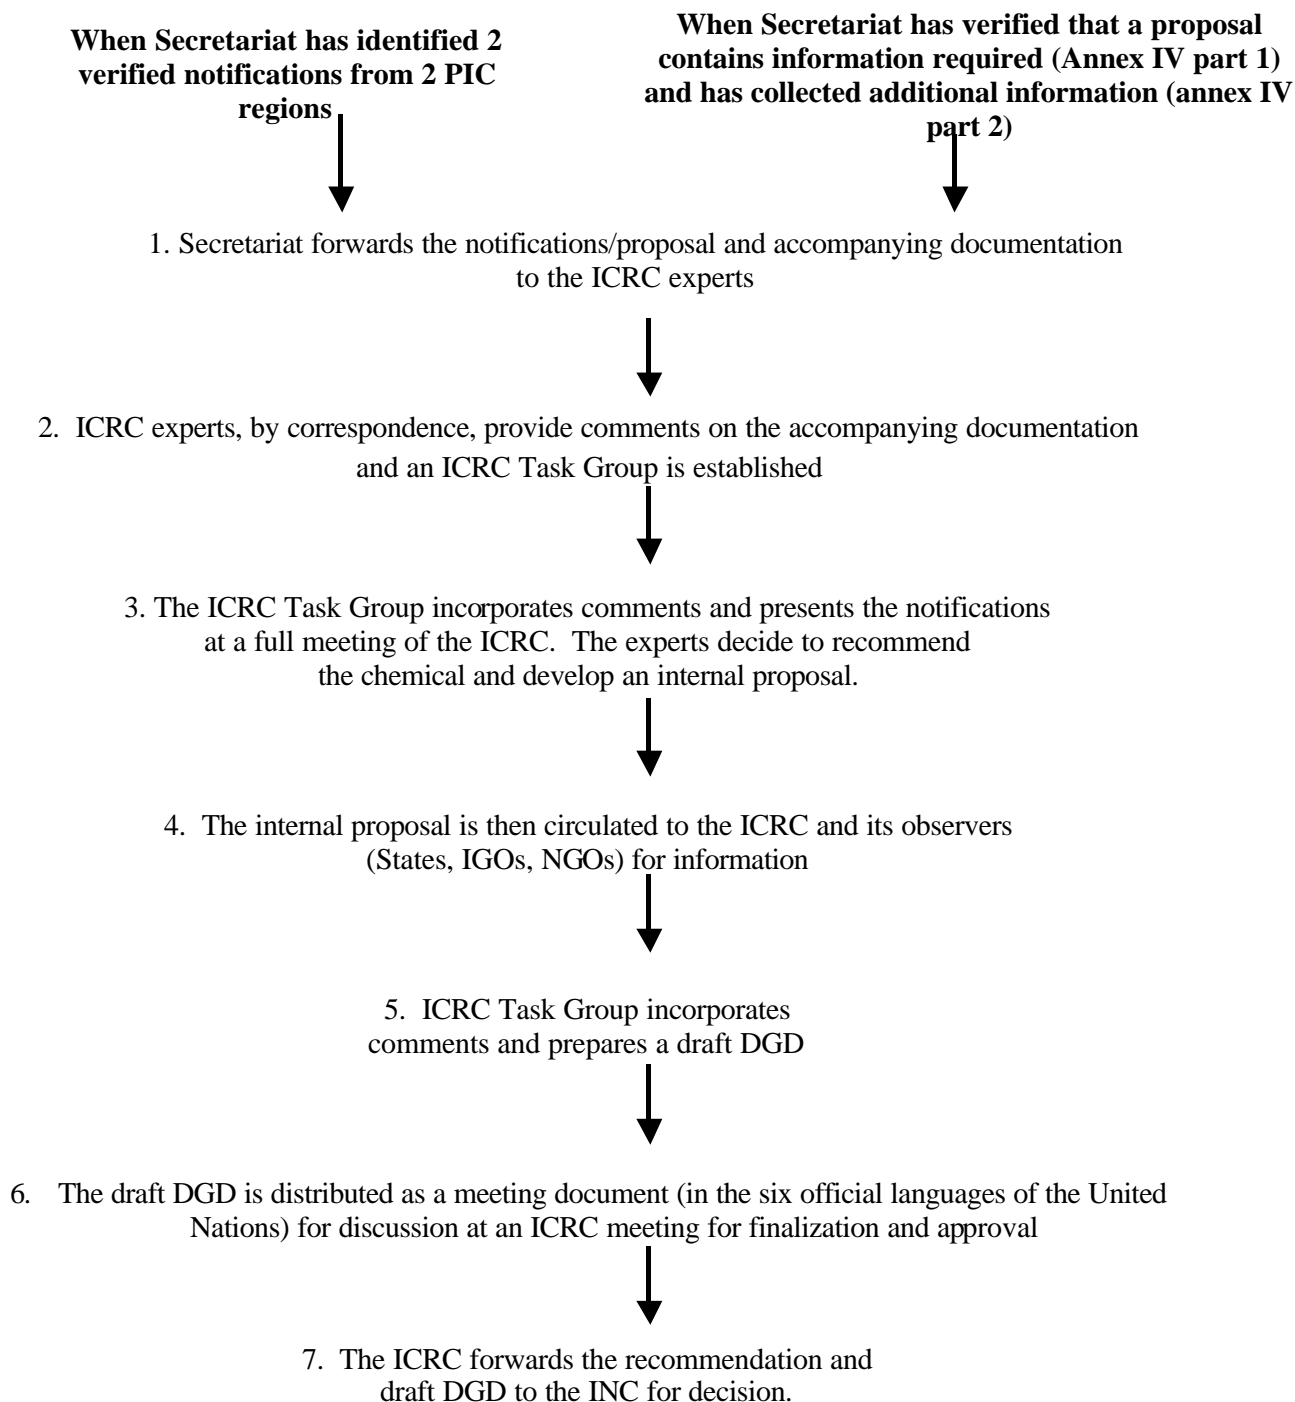 When Secretariat has identified 2
verified notifications from 2 PIC
regions
When Secretariat has verified that a proposal
contains information required (Annex IV part 1)
and has collected additional information (annex IV
part 2)
1. Secretariat forwards the notifications/proposal and accompanying documentation
to the ICRC experts
2. ICRC experts, by correspondence, provide comments on the accompanying documentation
and an ICRC Task Group is established
3. The ICRC Task Group incorporates comments and presents the notifications
at a full meeting of the ICRC. The experts decide to recommend
the chemical and develop an internal proposal.
4. The internal proposal is then circulated to the ICRC and its observers
(States, IGOs, NGOs) for information
5. ICRC Task Group incorporates
comments and prepares a draft DGD
6. The draft DGD is distributed as a meeting document (in the six official languages of the United
Nations) for discussion at an ICRC meeting for finalization and approval
7. The ICRC forwards the recommendation and
draft DGD to the INC for decision.